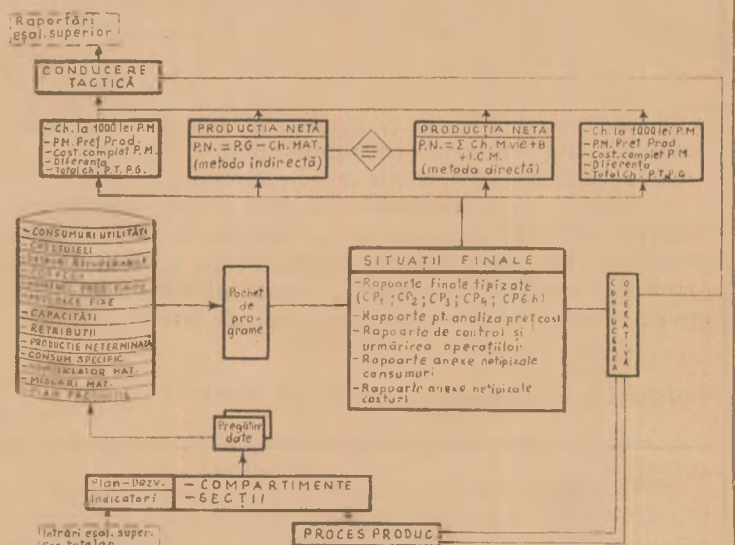 Raportări
eșal. superior
CONDUCERE
TACTICĂ
- Ch. la 1000 lei P.M.
- P.M. Preț Prod.
- Cost. complet P.M.
- Diferența
- Total ch. P.T. P.G.
PRODUCȚIA NETĂ
P.N. = P.G - Ch. MAT.
(metoda indirectă)
≡
PRODUCȚIA NETĂ
P.N. = Σ Ch. M.vie + B
+ I.C.M.
(metoda directă)
- Ch. la 1000 lei P.M.
- P.M. Preț Prod
- Cost. complet P.M.
- Diferența
- Total ch. P.T. P.G.
- CONSUMURI UTILITĂȚI
- CAPACITĂȚI
- RETRIBUȚII
- PRODUCȚIE NETERMINATĂ
- CONSUM SPECIFIC
- MIȘCĂRI MAT.
Pachet
de
pro-
grame
SITUAȚII FINALE
- Rapoarte finale tipizate
(CP1; CP2; CP3; CP4; CP6h)
- Rapoarte pt. analiza preț cost
- Rapoarte de control și
urmărirea operațiilor
- Rapoarte anexe netipizate
consumuri
- Rapoarte anexe netipizate
costuri
CONDUCEREA
OPERATIVĂ
Pregătire
date
Plan-Dezv.
Indicatori
- COMPARTIMENTE
- SECȚII
Intrări eșal. super.
PROCES PRODUC